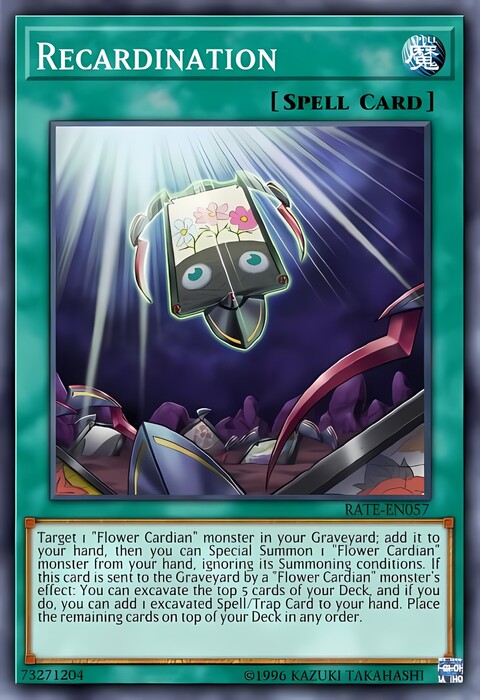 RECARDINATION
魔
[SPELL CARD]
RATE-EN057
Target 1 "Flower Cardian" monster in your Graveyard; add it to
your hand, then you can Special Summon 1 "Flower Cardian"
monster from your hand, ignoring its Summoning conditions. If
this card is sent to the Graveyard by a "Flower Cardian" monster's
effect: You can excavate the top 5 cards of your Deck, and if you
do, you can add 1 excavated Spell/Trap Card to your hand. Place
the remaining cards on top of your Deck in any order.
73271204
©1996 KAZUKI TAKAHASHI